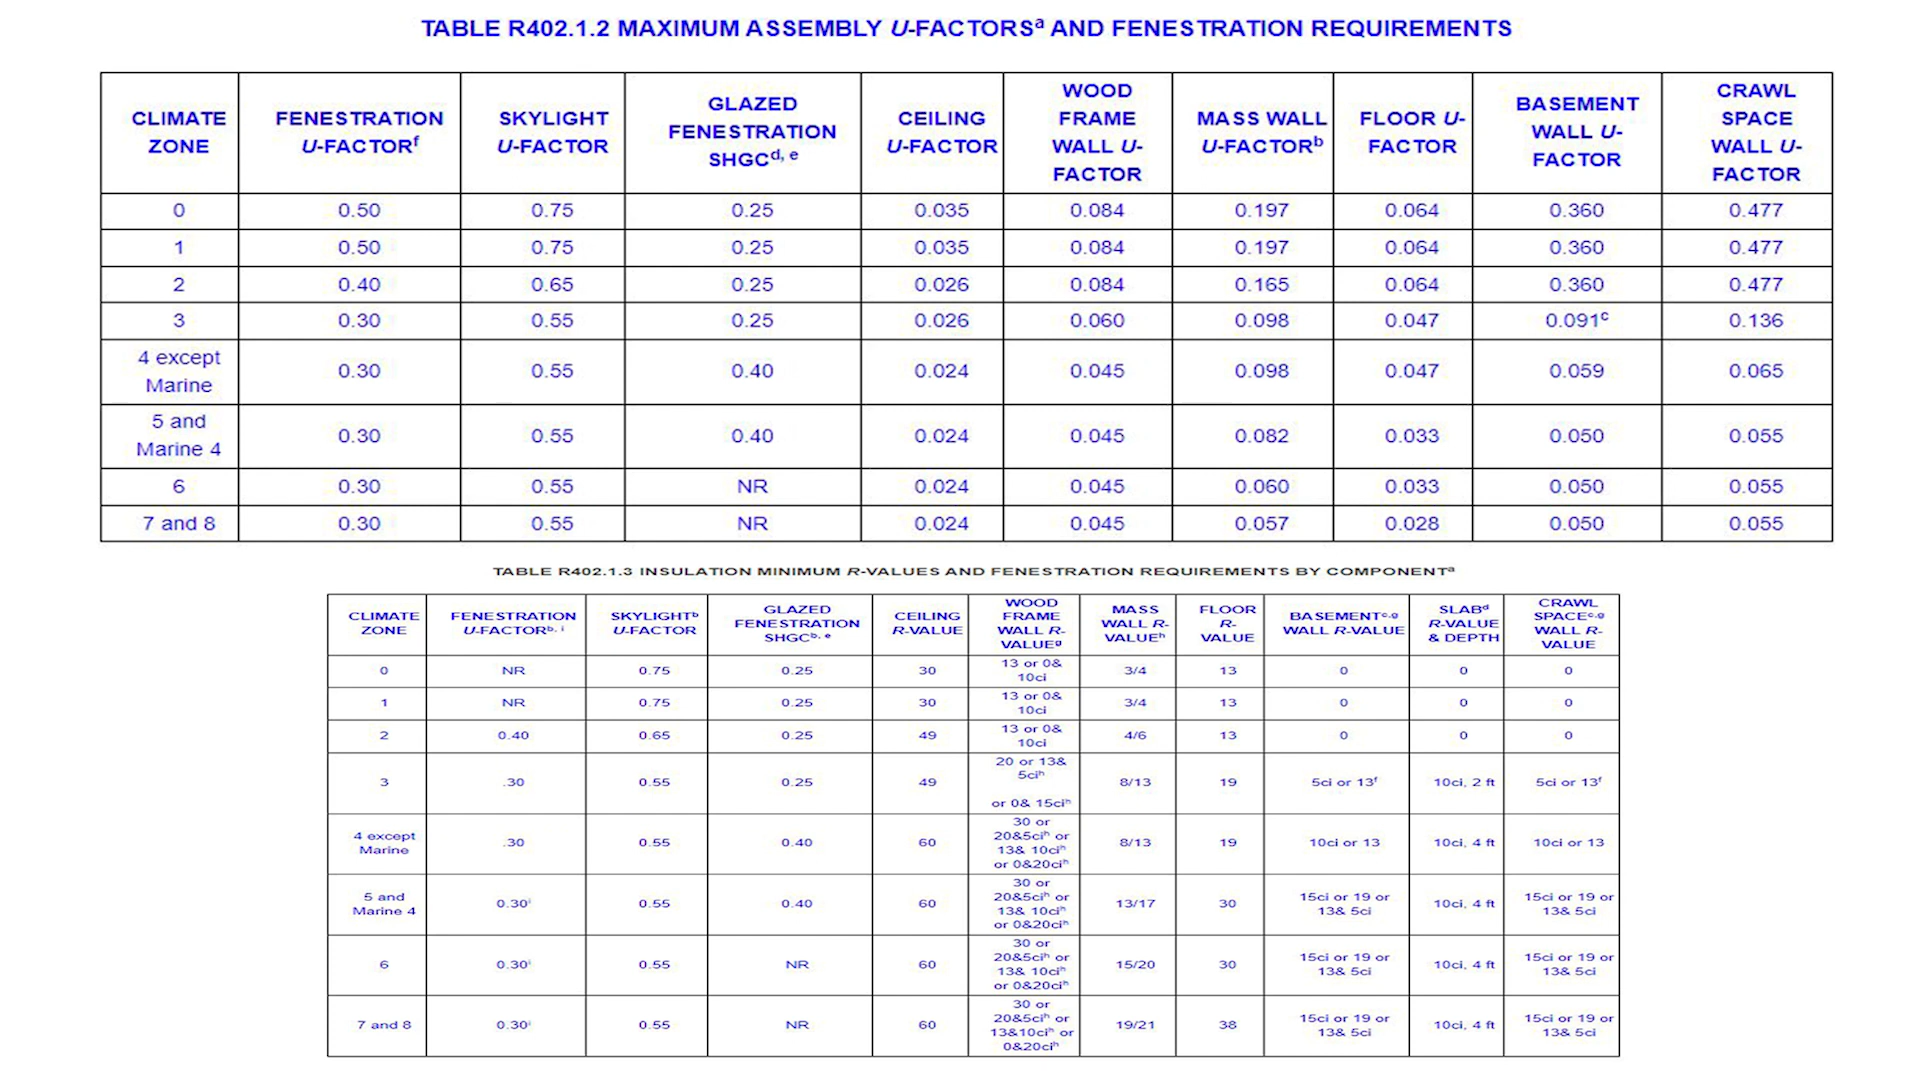 TABLE R402.1.2 MAXIMUM ASSEMBLY U-FACTORSa AND FENESTRATION REQUIREMENTS
CLIMATE ZONE FENESTRATION U-FACTORf SKYLIGHT U-FACTOR GLAZED FENESTRATION SHGCd, e CEILING U-FACTOR WOOD FRAME WALL U-FACTOR MASS WALL U-FACTORb FLOOR U-FACTOR BASEMENT WALL U-FACTOR CRAWL SPACE WALL U-FACTOR
0 0.50 0.75 0.25 0.035 0.084 0.197 0.064 0.360 0.477
1 0.50 0.75 0.25 0.035 0.084 0.197 0.064 0.360 0.477
2 0.40 0.65 0.25 0.026 0.084 0.165 0.064 0.360 0.477
3 0.30 0.55 0.25 0.026 0.060 0.098 0.047 0.091c 0.136
4 except Marine 0.30 0.55 0.40 0.024 0.045 0.098 0.047 0.059 0.065
5 and Marine 4 0.30 0.55 0.40 0.024 0.045 0.082 0.033 0.050 0.055
6 0.30 0.55 NR 0.024 0.045 0.060 0.033 0.050 0.055
7 and 8 0.30 0.55 NR 0.024 0.045 0.057 0.028 0.050 0.055
TABLE R402.1.3 INSULATION MINIMUM R-VALUES AND FENESTRATION REQUIREMENTS BY COMPONENTa
CLIMATE ZONE FENESTRATION U-FACTORb, i SKYLIGHTb U-FACTOR GLAZED FENESTRATION SHGCb, e CEILING R-VALUE WOOD FRAME WALL R-VALUEg MASS WALL R-VALUEh FLOOR R-VALUE BASEMENTc,g WALL R-VALUE SLABd R-VALUE & DEPTH CRAWL SPACEc,g WALL R-VALUE
0 NR 0.75 0.25 30 13 or 0& 10ci 3/4 13 0 0 0
1 NR 0.75 0.25 30 13 or 0& 10ci 3/4 13 0 0 0
2 0.40 0.65 0.25 49 13 or 0& 10ci 4/6 13 0 0 0
3 .30 0.55 0.25 49 20 or 13& 5cih or 0& 15cih 8/13 19 5ci or 13f 10ci, 2 ft 5ci or 13f
4 except Marine .30 0.55 0.40 60 30 or 20&5cih or 13& 10cih or 0&20cih 8/13 19 10ci or 13 10ci, 4 ft 10ci or 13
5 and Marine 4 0.30i 0.55 0.40 60 30 or 20&5cih or 13& 10cih or 0&20cih 13/17 30 15ci or 19 or 13& 5ci 10ci, 4 ft 15ci or 19 or 13& 5ci
6 0.30i 0.55 NR 60 30 or 20&5cih or 13& 10cih or 0&20cih 15/20 30 15ci or 19 or 13& 5ci 10ci, 4 ft 15ci or 19 or 13& 5ci
7 and 8 0.30i 0.55 NR 60 30 or 20&5cih or 13&10cih or 0&20cih 19/21 38 15ci or 19 or 13& 5ci 10ci, 4 ft 15ci or 19 or 13& 5ci